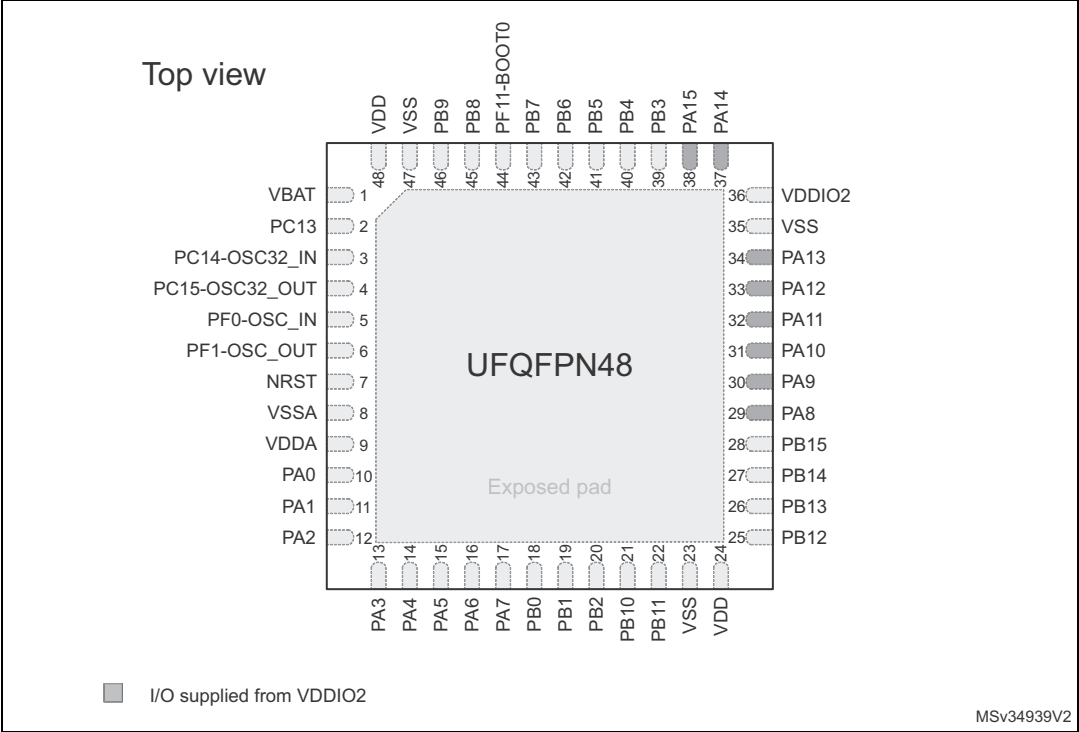 Top view
VDD
VSS
PB9
PB8
PF11-BOOT0
PB7
PB6
PB5
PB4
PB3
PA15
PA14
48
47
46
45
44
43
42
41
40
39
38
37
VBAT 1
PC13 2
PC14-OSC32_IN 3
PC15-OSC32_OUT 4
PF0-OSC_IN 5
PF1-OSC_OUT 6
NRST 7
VSSA 8
VDDA 9
PA0 10
PA1 11
PA2 12
36 VDDIO2
35 VSS
34 PA13
33 PA12
32 PA11
31 PA10
30 PA9
29 PA8
28 PB15
27 PB14
26 PB13
25 PB12
UFQFPN48
Exposed pad
13
14
15
16
17
18
19
20
21
22
23
24
PA3
PA4
PA5
PA6
PA7
PB0
PB1
PB2
PB10
PB11
VSS
VDD
I/O supplied from VDDIO2
MSv34939V2